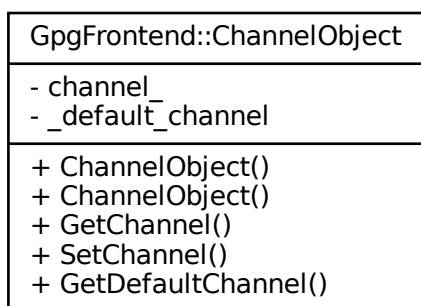 GpgFrontend::ChannelObject
- channel_
- _default_channel
+ ChannelObject()
+ ChannelObject()
+ GetChannel()
+ SetChannel()
+ GetDefaultChannel()